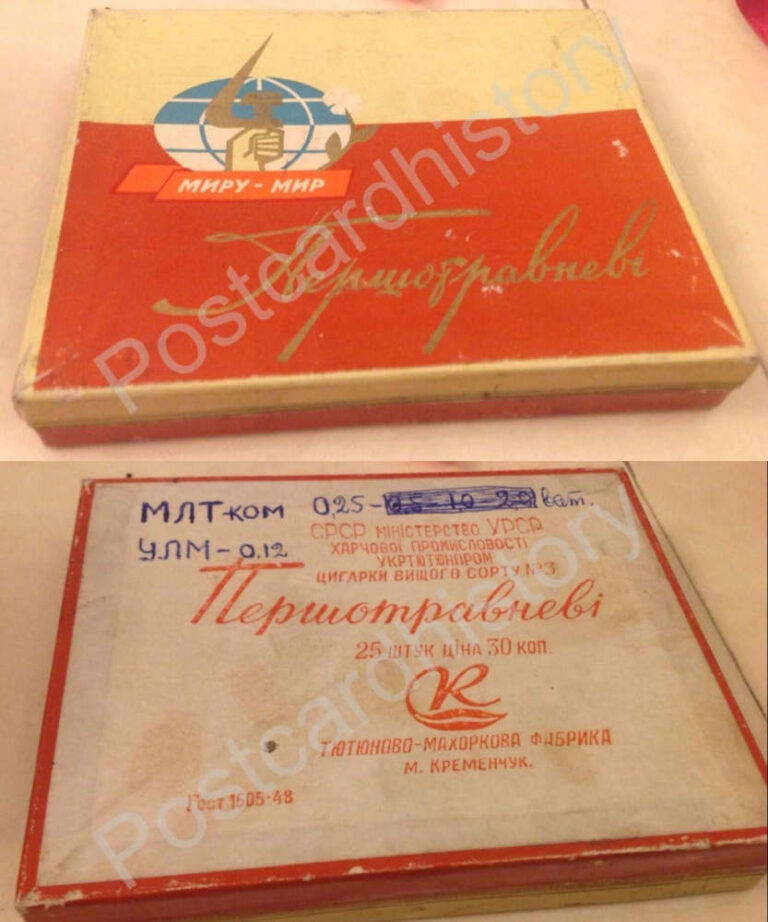 МИРУ - МИР
Першотравневі
Postcardhistory
МЛТ-ком 0,25-0,5 1,0 2,0 ват.
УЛМ - 0,12
СРСР МІНІСТЕРСТВО УРСР
ХАРЧОВОЇ ПРОМИСЛОВОСТІ
УКРТЮТЮНПРОМ
ЦИГАРКИ ВИЩОГО СОРТУ №3
Першотравневі
25 ШТУК ЦІНА 30 КОП.
К
ТЮТЮНОВО-МАХОРКОВА ФАБРИКА
М. КРЕМЕНЧУК.
Гост 1505-48
Postcardhistory